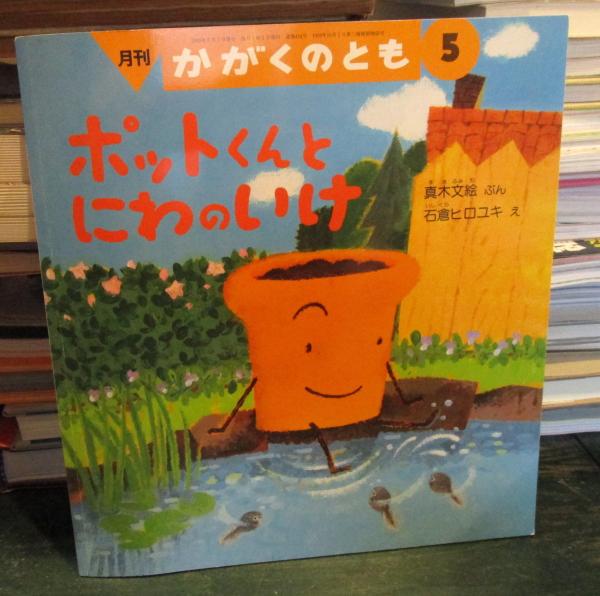 月刊
かがくのとも
5
ポットくんと
にわのいけ
真木文絵 ぶん
石倉ヒロユキ え